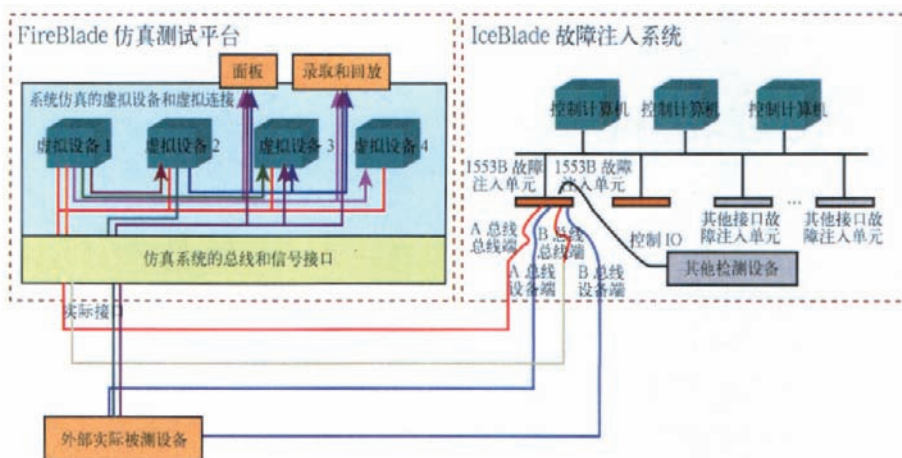 FireBlade 仿真测试平台
IceBlade 故障注入系统
面板
录取和回放
系统仿真的虚拟设备和虚拟连接
虚拟设备 1
虚拟设备 2
虚拟设备 3
虚拟设备 4
仿真系统的总线和信号接口
实际接口
外部实际被测设备
控制计算机
控制计算机
控制计算机
1553B 故障
注入单元
1553B 故障
注入单元
其他接口故
障注入单元
...
其他接口故
障注入单元
A 总线
总线端
B 总线
总线端
控制 IO
A 总线
设备端
B 总线
设备端
其他检测设备